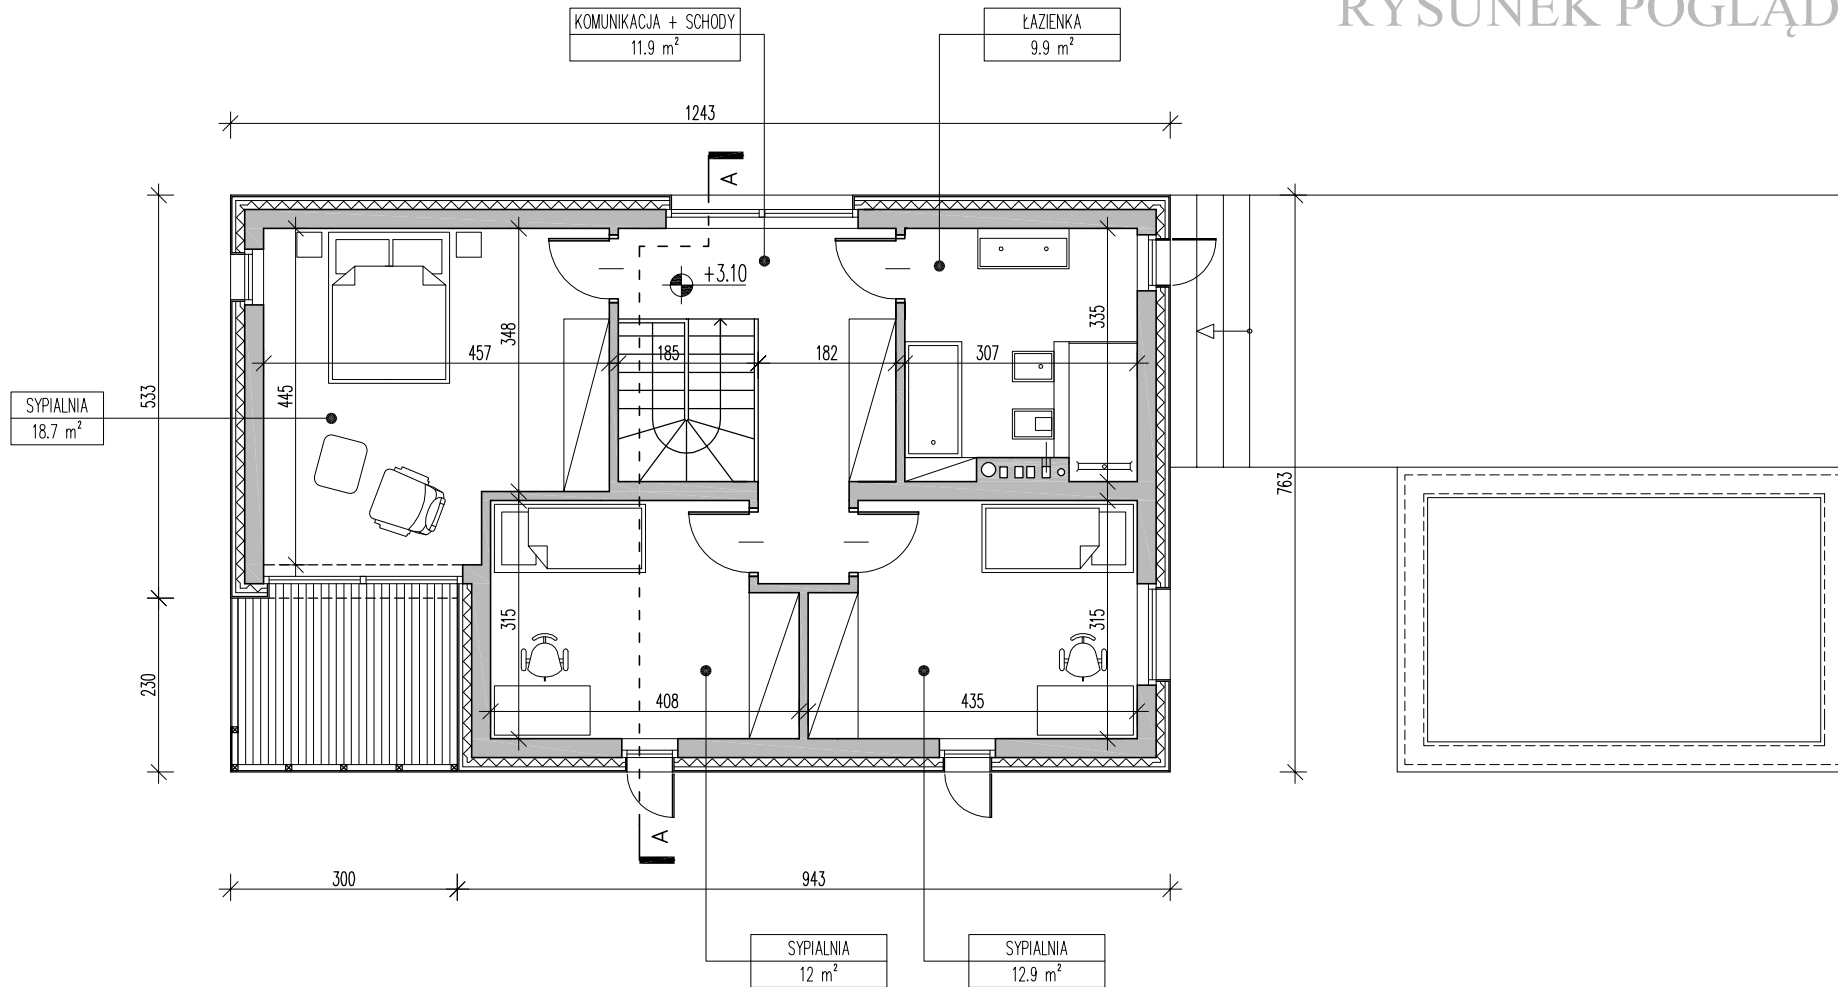 RYSUNEK POGLĄD
KOMUNIKACJA + SCHODY
11.9 m²
ŁAZIENKA
9.9 m²
1243
A
+3.10
348
335
457
185
182
307
445
533
SYPIALNIA
18.7 m²
763
315
315
230
408
435
A
300
943
SYPIALNIA
12 m²
SYPIALNIA
12.9 m²